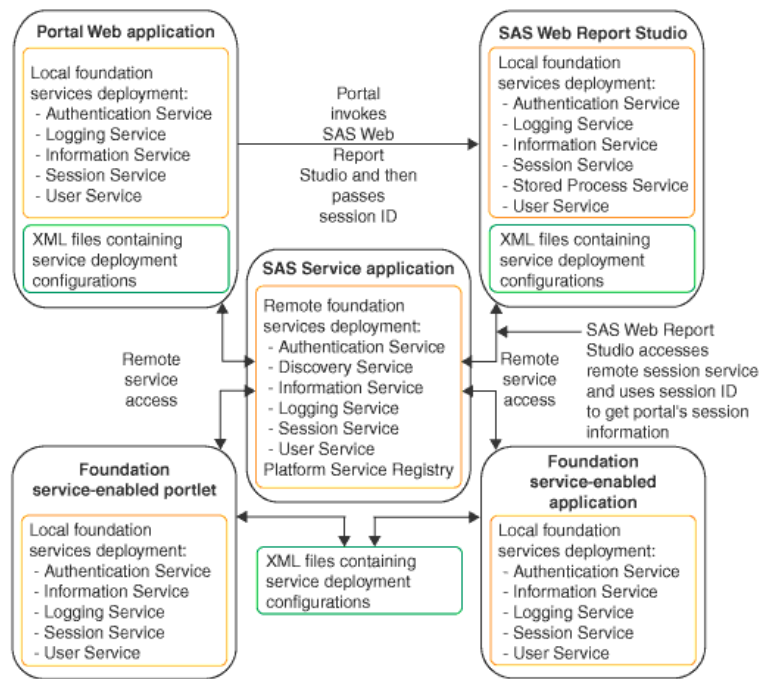 Portal Web application
Local foundation
services deployment:
- Authentication Service
- Logging Service
- Information Service
- Session Service
- User Service
XML files containing
service deployment
configurations
Portal
invokes
SAS Web
Report
Studio and then
passes
session ID
SAS Web Report Studio
Local foundation
services deployment:
- Authentication Service
- Logging Service
- Information Service
- Session Service
- Stored Process Service
- User Service
XML files containing
service deployment
configurations
SAS Service application
Remote foundation
services deployment:
- Authentication Service
- Discovery Service
- Information Service
- Logging Service
- Session Service
- User Service
Platform Service Registry
Remote
service
access
Remote
service
access
SAS Web Report
Studio accesses
remote session service
and uses session ID
to get portal's session
information
Foundation
service-enabled portlet
Local foundation
services deployment:
- Authentication Service
- Information Service
- Logging Service
- Session Service
- User Service
XML files containing
service deployment
configurations
Foundation
service-enabled
application
Local foundation
services deployment:
- Authentication Service
- Information Service
- Logging Service
- Session Service
- User Service